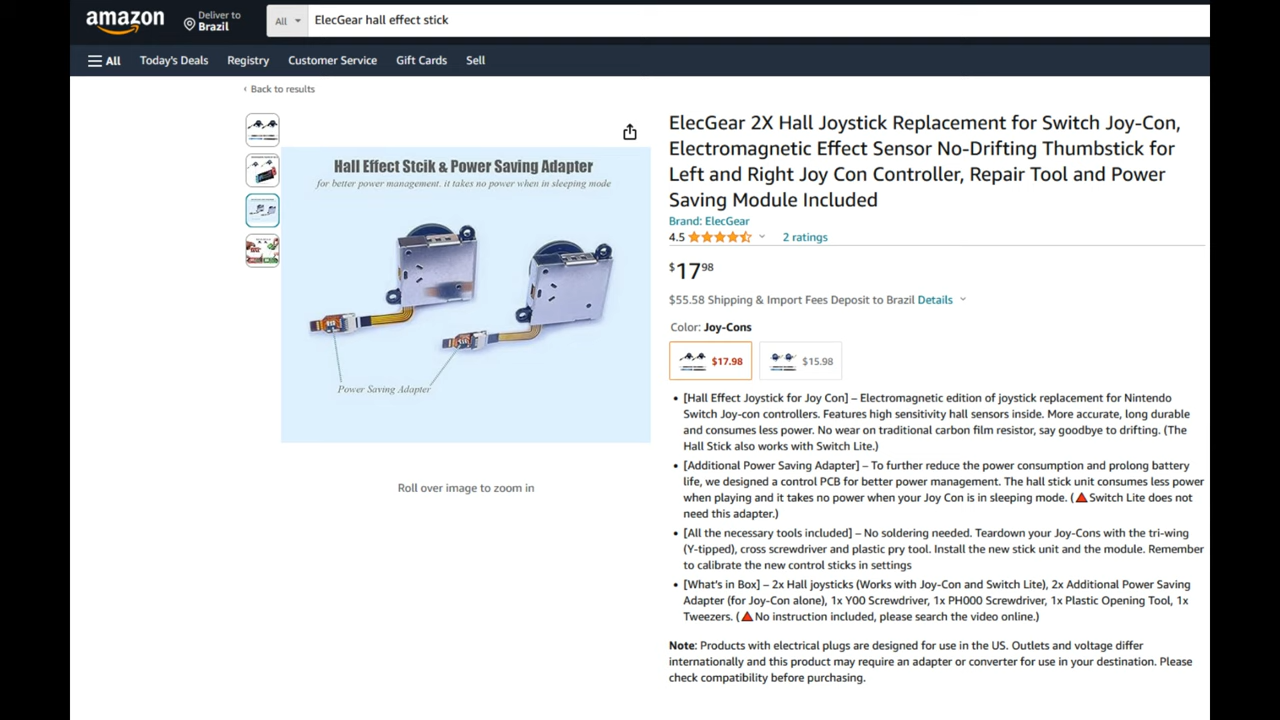 amazon
Deliver to
Brazil
All
ElecGear hall effect stick
All
Today's Deals
Registry
Customer Service
Gift Cards
Sell
‹ Back to results
Hall Effect Stcik & Power Saving Adapter
for better power management. it takes no power when in sleeping mode
Power Saving Adapter
Roll over image to zoom in
ElecGear 2X Hall Joystick Replacement for Switch Joy-Con,
Electromagnetic Effect Sensor No-Drifting Thumbstick for
Left and Right Joy Con Controller, Repair Tool and Power
Saving Module Included
Brand: ElecGear
4.5
2 ratings
$17 98
$55.58 Shipping & Import Fees Deposit to Brazil Details
Color: Joy-Cons
$17.98
$15.98
• [Hall Effect Joystick for Joy Con] – Electromagnetic edition of joystick replacement for Nintendo
Switch Joy-con controllers. Features high sensitivity hall sensors inside. More accurate, long durable
and consumes less power. No wear on traditional carbon film resistor, say goodbye to drifting. (The
Hall Stick also works with Switch Lite.)
• [Additional Power Saving Adapter] – To further reduce the power consumption and prolong battery
life, we designed a control PCB for better power management. The hall stick unit consumes less power
when playing and it takes no power when your Joy Con is in sleeping mode. (🔺Switch Lite does not
need this adapter.)
• [All the necessary tools included] – No soldering needed. Teardown your Joy-Cons with the tri-wing
(Y-tipped), cross screwdriver and plastic pry tool. Install the new stick unit and the module. Remember
to calibrate the new control sticks in settings
• [What's in Box] – 2x Hall joysticks (Works with Joy-Con and Switch Lite), 2x Additional Power Saving
Adapter (for Joy-Con alone), 1x Y00 Screwdriver, 1x PH000 Screwdriver, 1x Plastic Opening Tool, 1x
Tweezers. (🔺No instruction included, please search the video online.)
Note: Products with electrical plugs are designed for use in the US. Outlets and voltage differ
internationally and this product may require an adapter or converter for use in your destination. Please
check compatibility before purchasing.